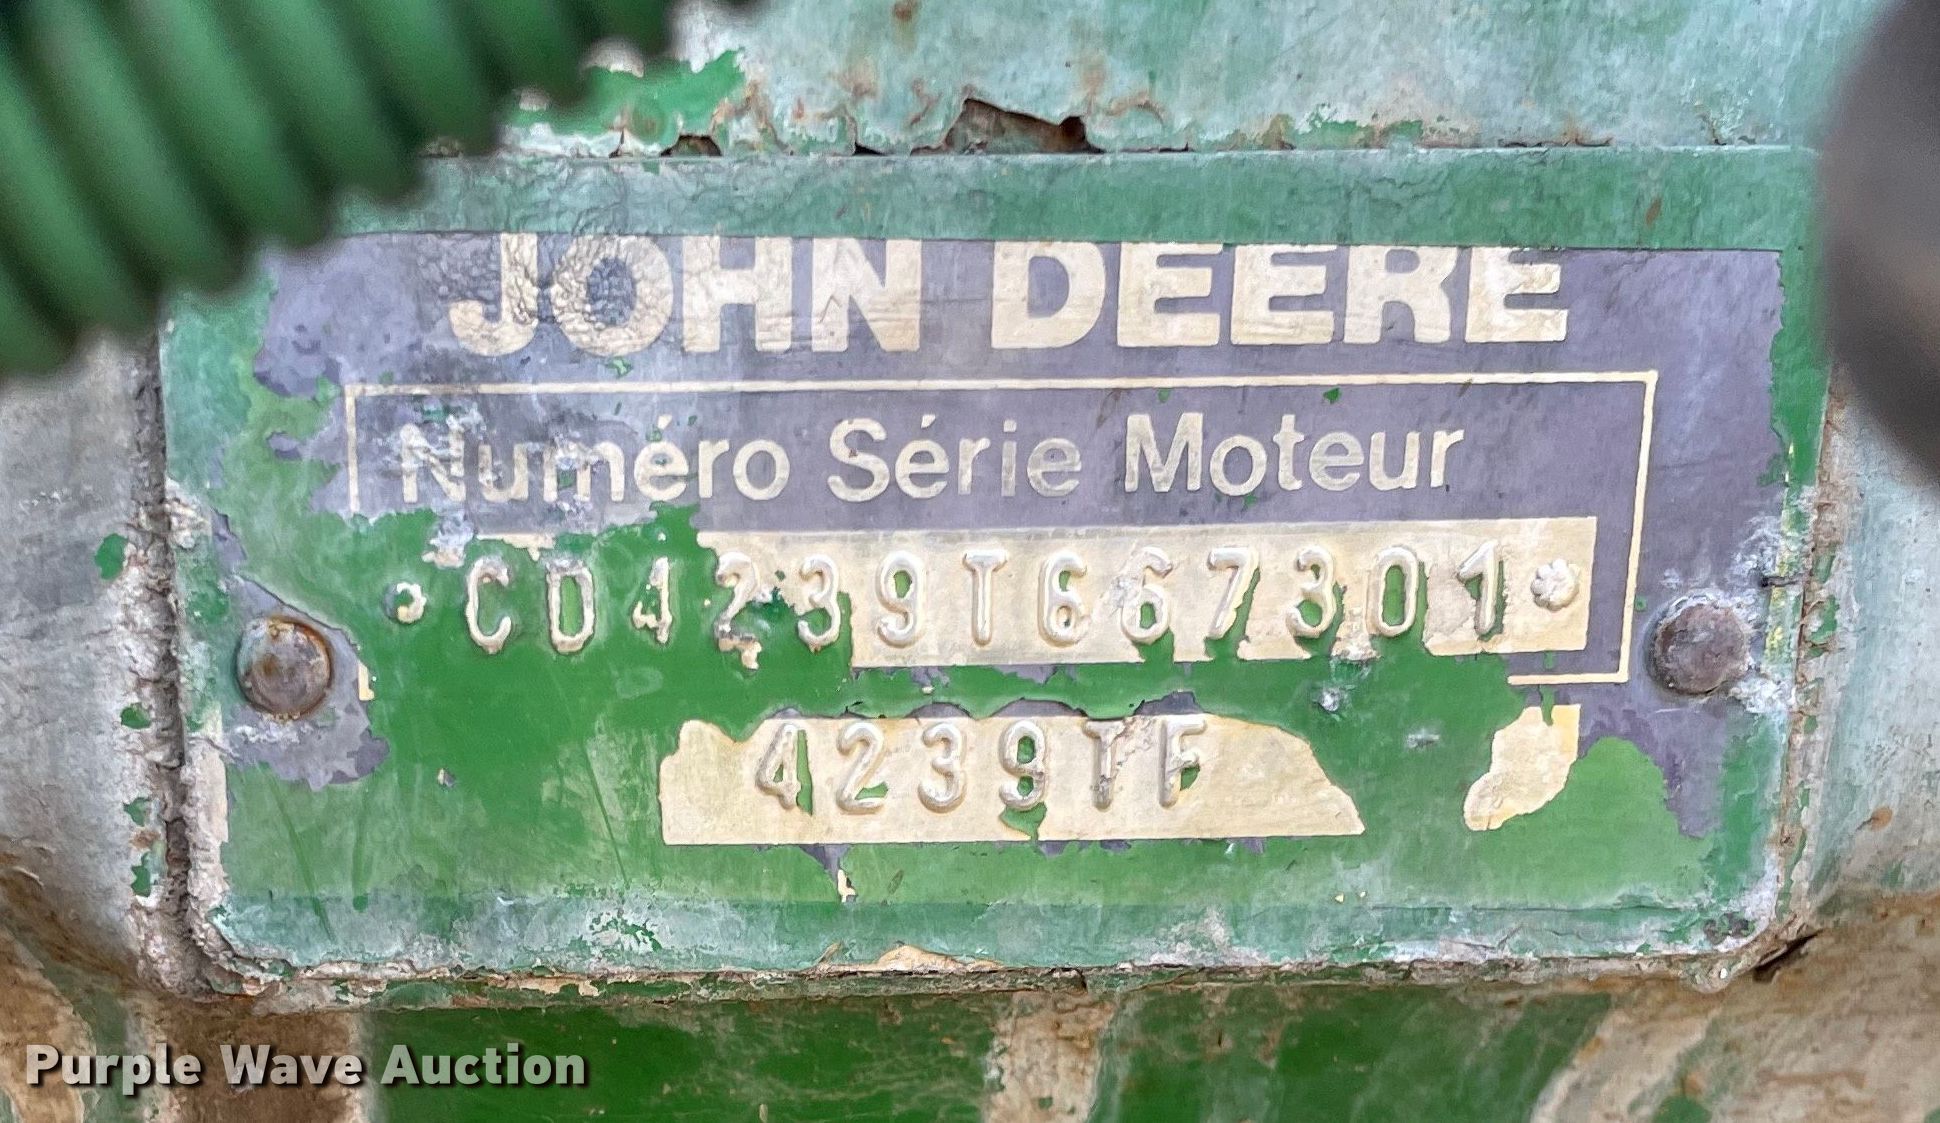 JOHN DEERE
Numéro Série Moteur
*CD4239T667301*
4239TF
Purple Wave Auction